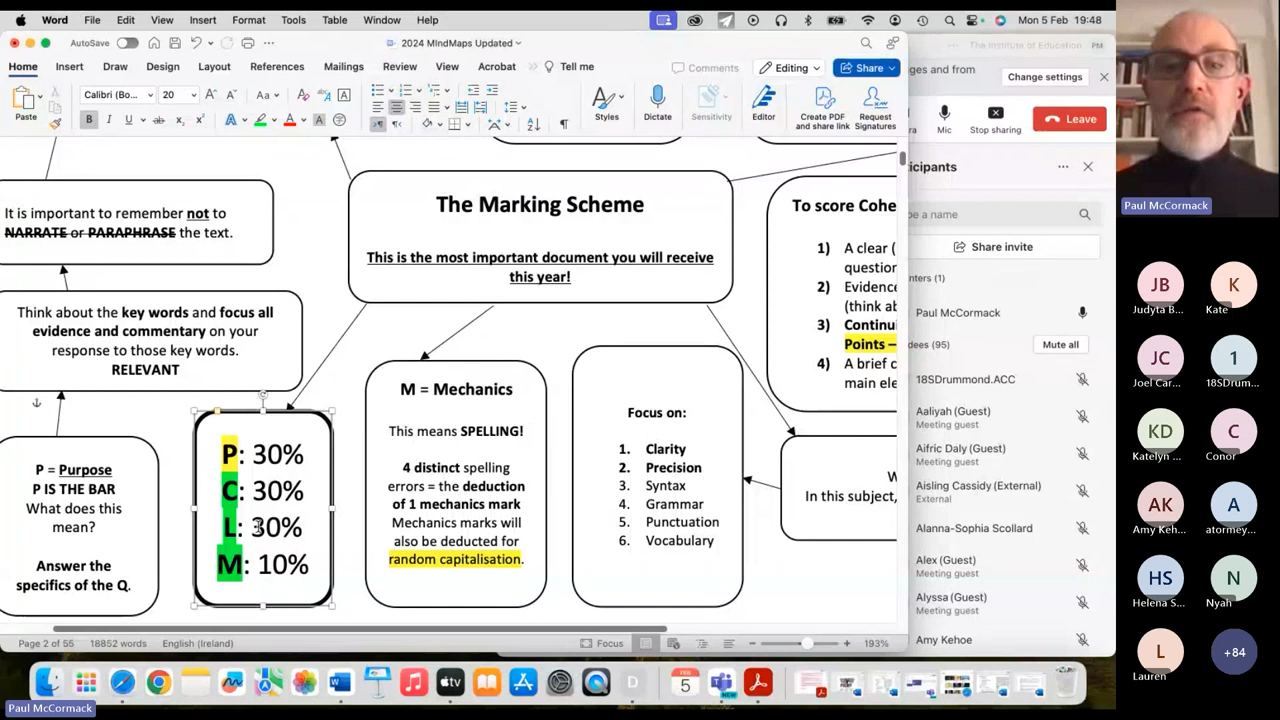 Word File Edit View Insert Format Tools Table Window Help
Mon 5 Feb 19:48
AutoSave
2024 MIndMaps Updated
The Institute of Education PM
Home Insert Draw Design Layout References Mailings Review View Tell me
Acrobat
Comments Editing Share
nges and from
Change settings
Paste
Calibri (Bo... 20
Styles
Dictate
Sensitivity
Editor
Create PDF
and share link
Request
Signatures
Mic
Stop sharing
Leave
It is important to remember not to
NARRATE or PARAPHRASE the text.
Think about the key words and focus all
evidence and commentary on your
response to those key words.
RELEVANT
P = Purpose
P IS THE BAR
What does this
mean?
Answer the
specifics of the Q.
The Marking Scheme
This is the most important document you will receive
this year!
P: 30%
C: 30%
L: 30%
M: 10%
M = Mechanics
This means SPELLING!
4 distinct spelling
errors = the deduction
of 1 mechanics mark
Mechanics marks will
also be deducted for
random capitalisation.
Focus on:
1. Clarity
2. Precision
3. Syntax
4. Grammar
5. Punctuation
6. Vocabulary
To score Cohe
1) A clear (
question
2) Evidence
(think ab
3) Continu
Points –
4) A brief c
main ele
W
In this subject,
Page 2 of 55 18852 words English (Ireland)
Focus
193%
icipants
pe a name
Share invite
nters (1)
Paul McCormack
dees (95)
Mute all
18SDrummond.ACC
Aaliyah (Guest)
Meeting guest
Aifric Daly (Guest)
Meeting guest
Aisling Cassidy (External)
External
Alanna-Sophia Scollard
Alex (Guest)
Meeting guest
Alyssa (Guest)
Meeting guest
Amy Kehoe
Paul McCormack
JB
Judyta B...
K
Kate
JC
Joel Car...
1
18SDrum...
KD
Katelyn ...
C
Conor
AK
Amy Keh...
A
atormey...
HS
Helena S...
N
Nyah
L
Lauren
+84
FEB
5
NEW
Paul McCormack